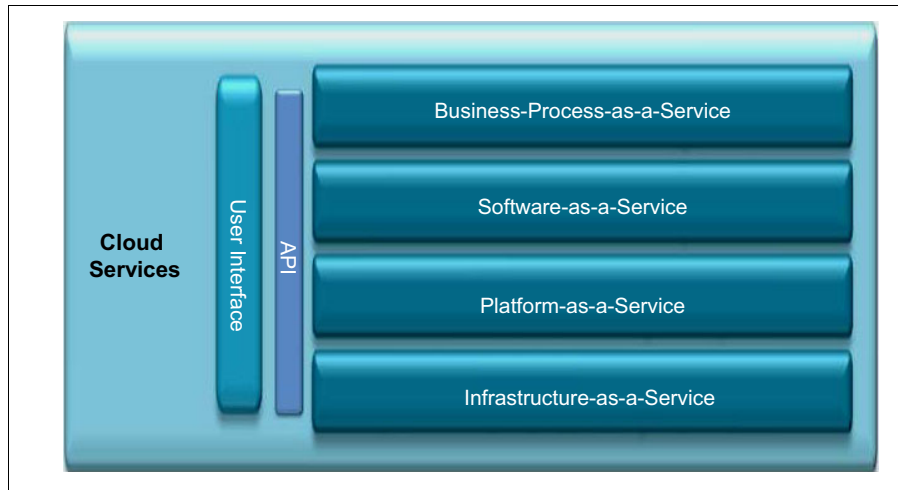 Cloud
Services
User Interface
API
Business-Process-as-a-Service
Software-as-a-Service
Platform-as-a-Service
Infrastructure-as-a-Service